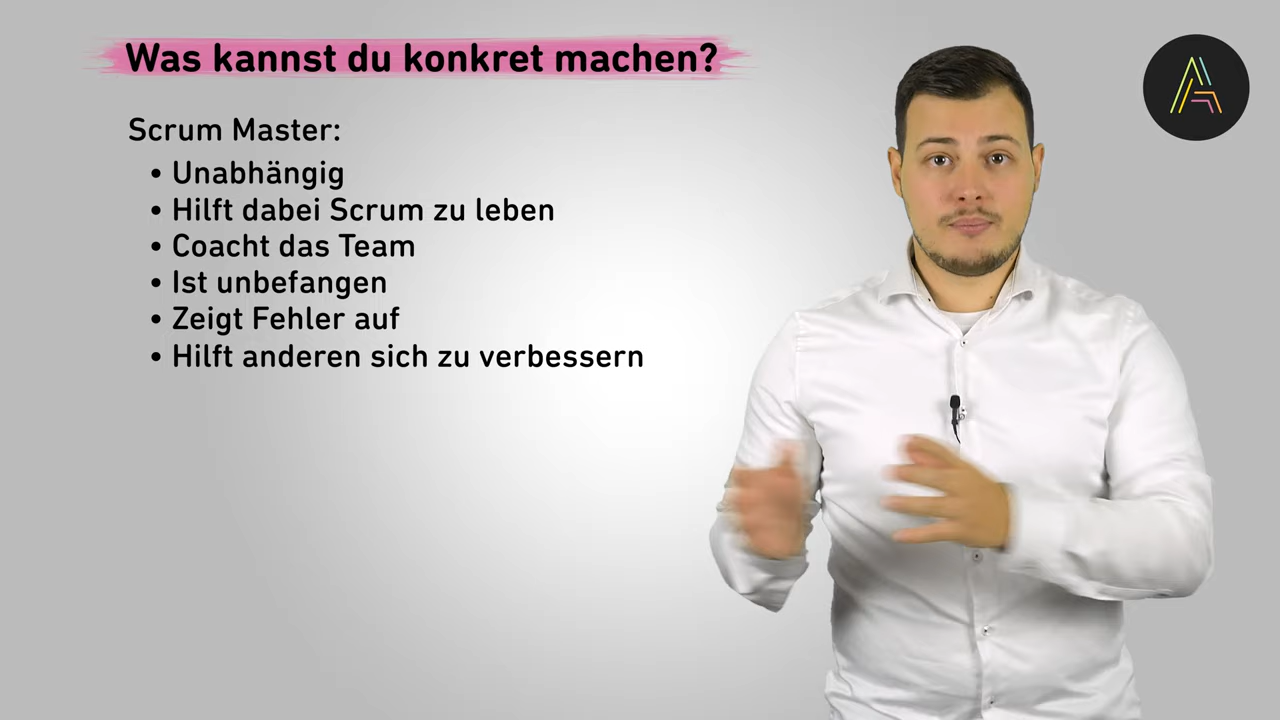 Was kannst du konkret machen?
Scrum Master:
• Unabhängig
• Hilft dabei Scrum zu leben
• Coacht das Team
• Ist unbefangen
• Zeigt Fehler auf
• Hilft anderen sich zu verbessern